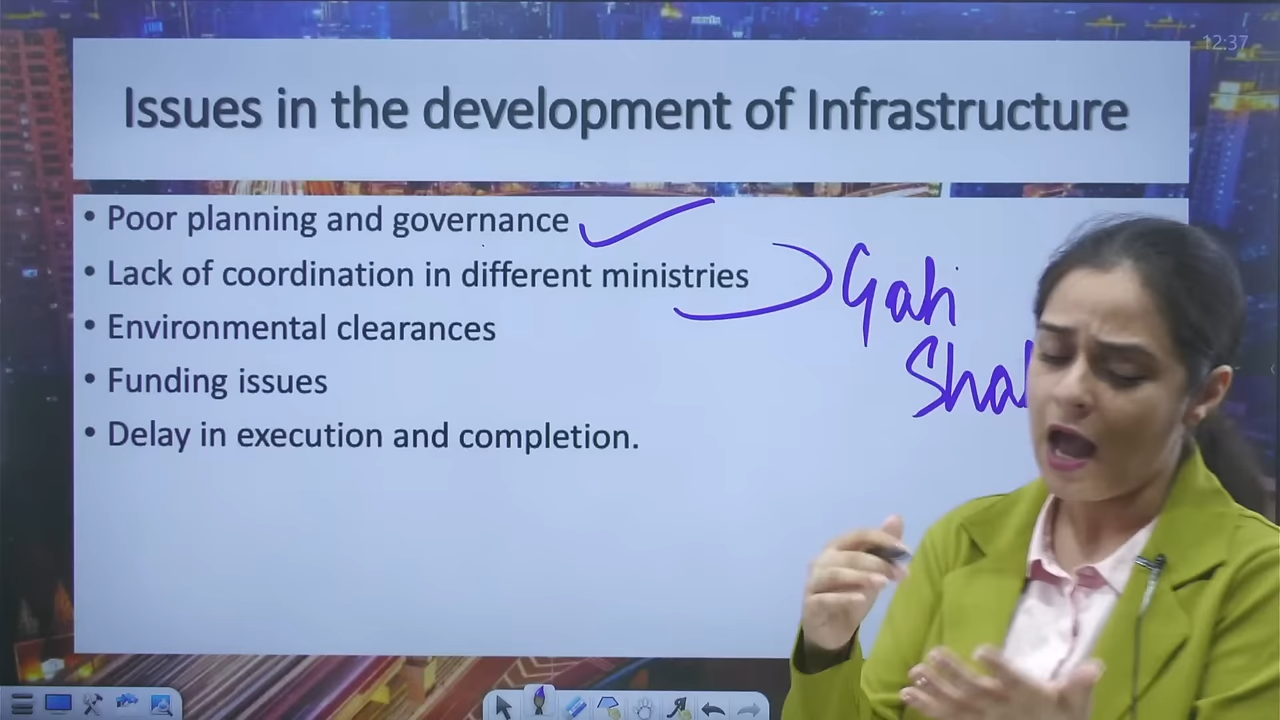 12:37
Issues in the development of Infrastructure
• Poor planning and governance
• Lack of coordination in different ministries
• Environmental clearances
• Funding issues
• Delay in execution and completion.
Gati